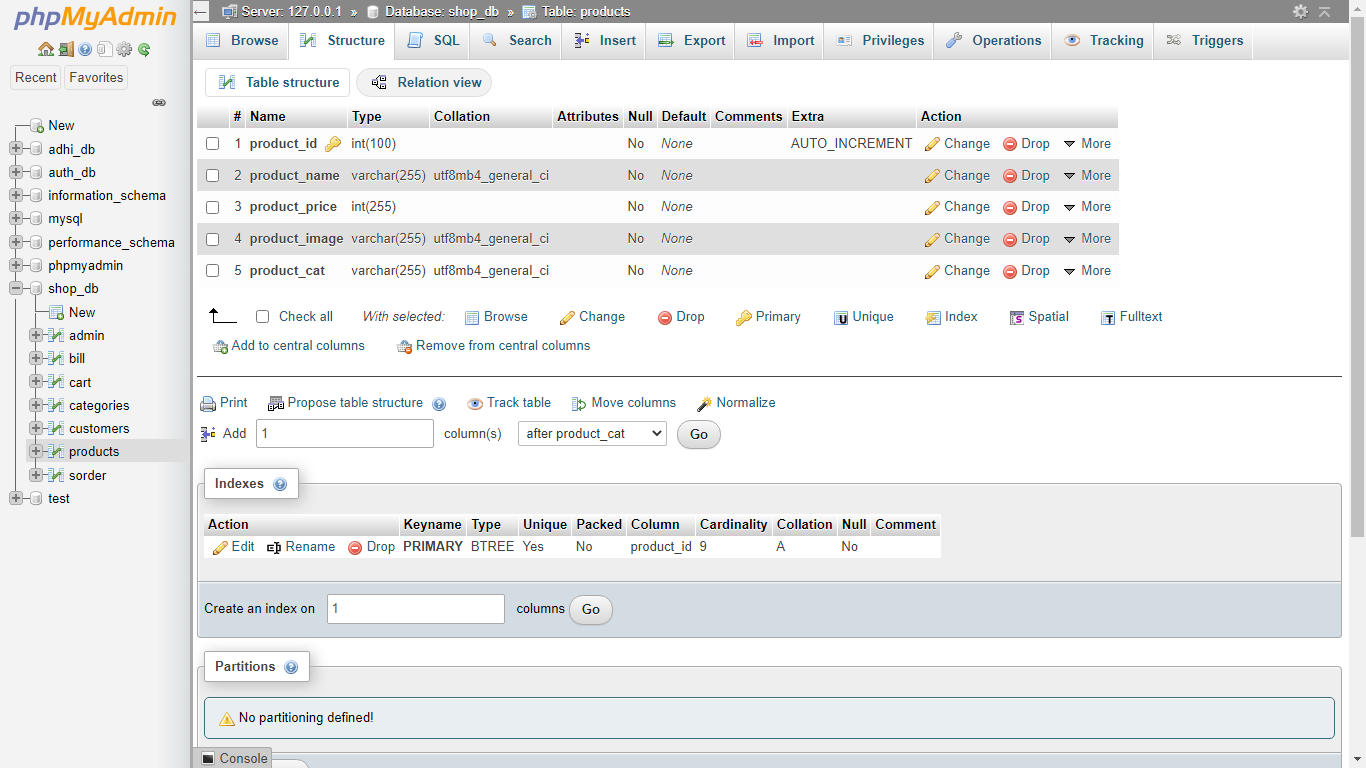 phpMyAdmin
Recent Favorites
New
adhi_db
auth_db
information_schema
mysql
performance_schema
phpmyadmin
shop_db
New
admin
bill
cart
categories
customers
products
sorder
test
Server: 127.0.0.1 » Database: shop_db » Table: products
Browse Structure SQL Search Insert Export Import Privileges Operations Tracking Triggers
Table structure Relation view
# Name Type Collation Attributes Null Default Comments Extra Action
1 product_id int(100) No None AUTO_INCREMENT Change Drop More
2 product_name varchar(255) utf8mb4_general_ci No None Change Drop More
3 product_price int(255) No None Change Drop More
4 product_image varchar(255) utf8mb4_general_ci No None Change Drop More
5 product_cat varchar(255) utf8mb4_general_ci No None Change Drop More
Check all With selected: Browse Change Drop Primary Unique Index Spatial Fulltext
Add to central columns Remove from central columns
Print Propose table structure Track table Move columns Normalize
Add 1 column(s) after product_cat Go
Indexes
Action Keyname Type Unique Packed Column Cardinality Collation Null Comment
Edit Rename Drop PRIMARY BTREE Yes No product_id 9 A No
Create an index on 1 columns Go
Partitions
No partitioning defined!
Console